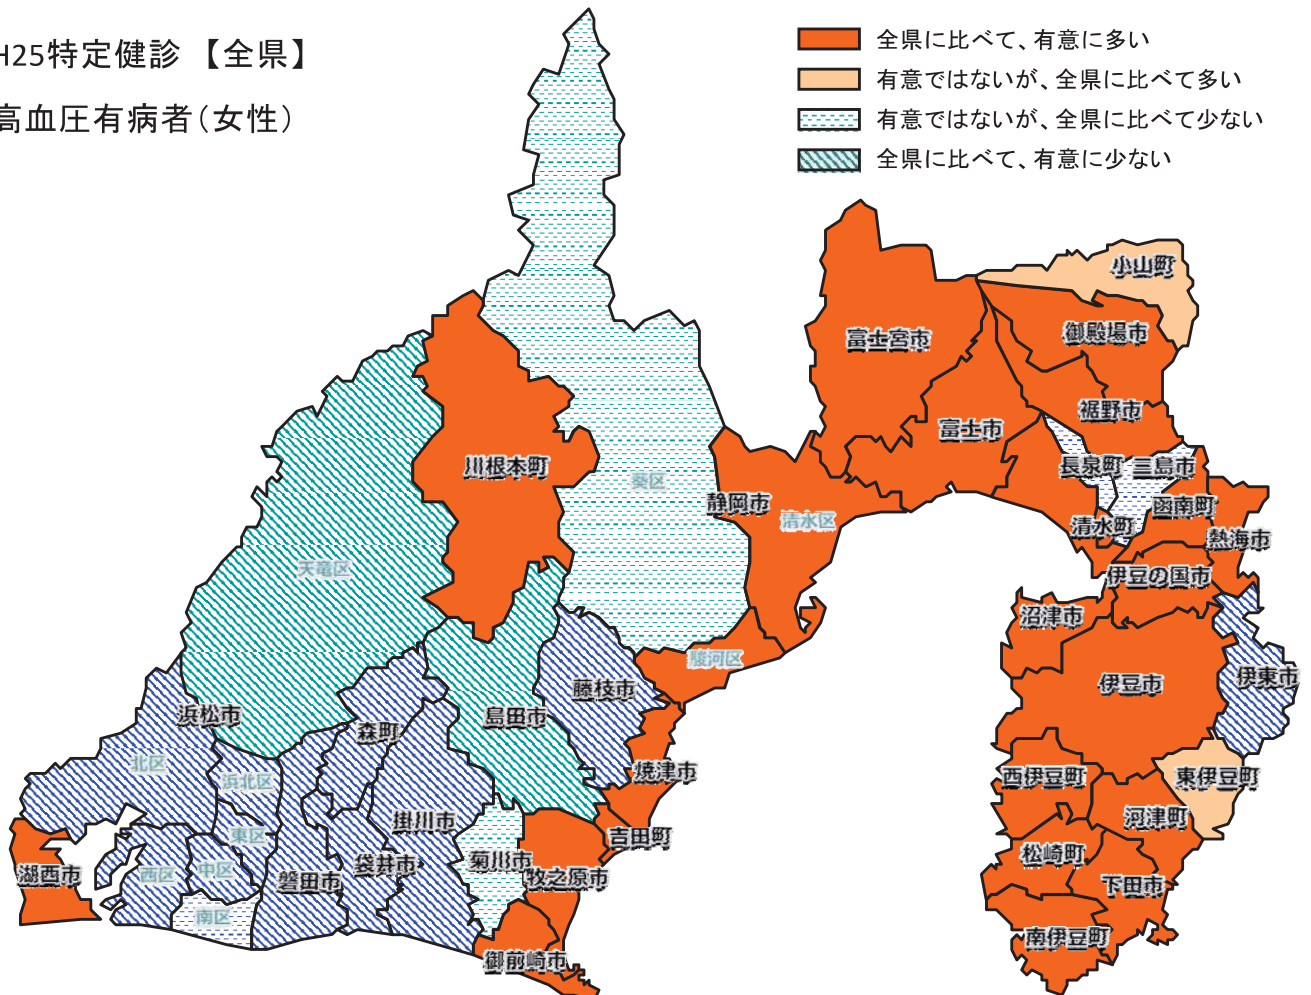 H25特定健診 【全県】
高血圧有病者(女性)
全県に比べて、有意に多い
有意ではないが、全県に比べて多い
有意ではないが、全県に比べて少ない
全県に比べて、有意に少ない
小山町
御殿場市
富士宮市
裾野市
富士市
川根本町
長泉町
三島市
葵区
静岡市
清水区
函南町
清水町
熱海市
天竜区
伊豆の国市
沼津市
駿河区
伊東市
伊豆市
藤枝市
浜松市
島田市
森町
北区
焼津市
浜北区
西伊豆町
東伊豆町
河津町
掛川市
東区
吉田町
松崎町
菊川市
袋井市
中区
西区
湖西市
磐田市
牧之原市
下田市
南区
南伊豆町
御前崎市